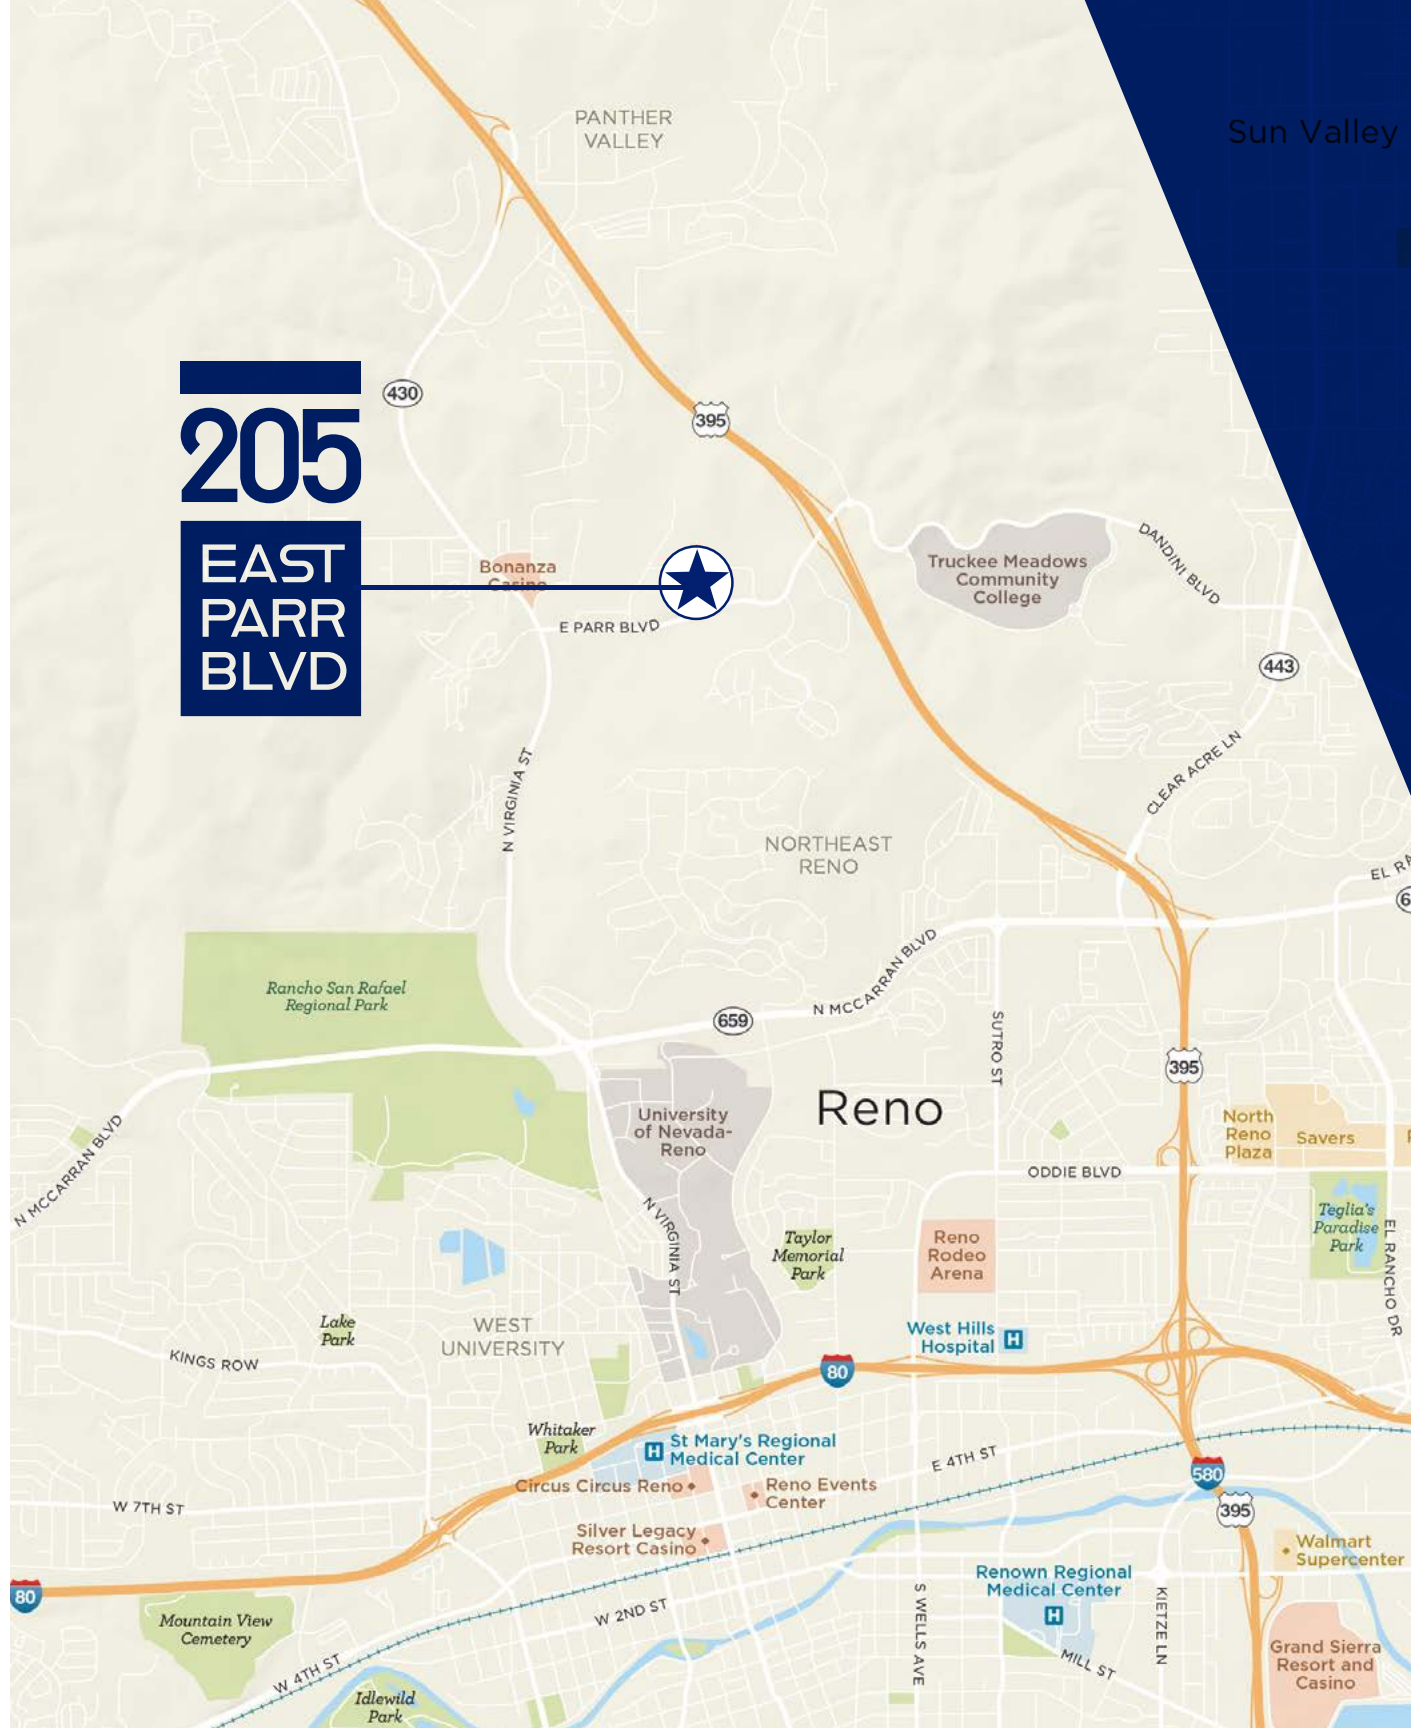 PANTHER
VALLEY
Sun Valley
430
395
205
EAST
PARR
BLVD
Bonanza
Casino
E PARR BLVD
Truckee Meadows
Community
College
DANDINI BLVD
443
CLEAR ACRE LN
N VIRGINIA ST
NORTHEAST
RENO
EL RA
6
Rancho San Rafael
Regional Park
N MCCARRAN BLVD
659
SUTRO ST
395
Reno
University
of Nevada-
Reno
North
Reno
Plaza
Savers
N MCCARRAN BLVD
ODDIE BLVD
N VIRGINIA ST
Taylor
Memorial
Park
Reno
Rodeo
Arena
Teglia's
Paradise
Park
EL RANCHO DR
Lake
Park
WEST
UNIVERSITY
West Hills
Hospital
H
KINGS ROW
80
Whitaker
Park
H
St Mary's Regional
Medical Center
E 4TH ST
580
Circus Circus Reno
Reno Events
Center
395
W 7TH ST
Silver Legacy
Resort Casino
Walmart
Supercenter
80
Renown Regional
Medical Center
H
S WELLS AVE
KIETZE LN
W 2ND ST
Mountain View
Cemetery
MILL ST
Grand Sierra
Resort and
Casino
W 4TH ST
Idlewild
Park